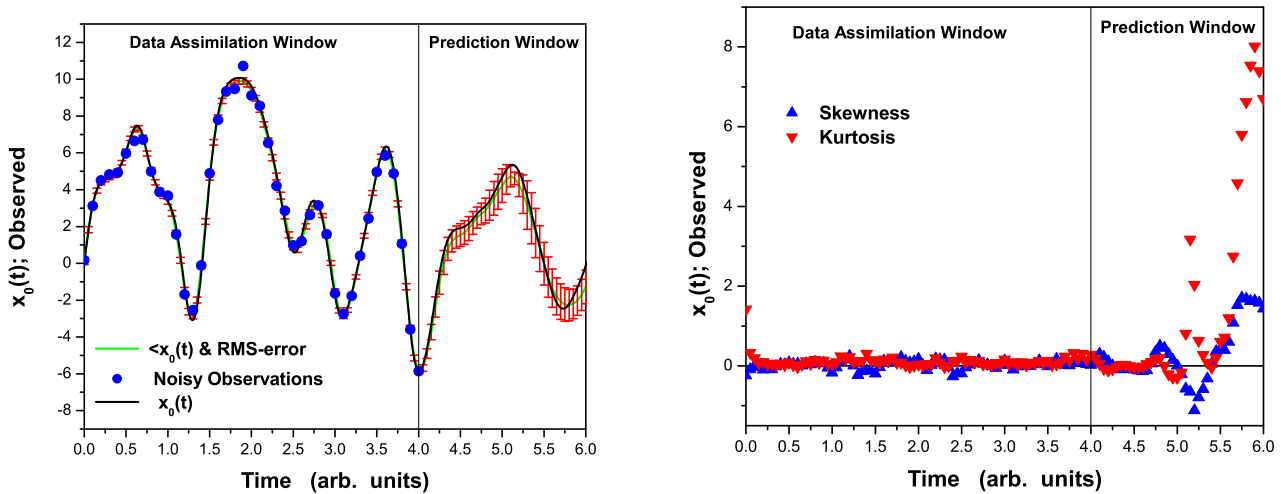 Data Assimilation Window
Prediction Window
12
10
8
6
4
2
0
-2
-4
-6
-8
x0(t); Observed
<x0(t) & RMS-error
Noisy Observations
x0(t)
0.0 0.5 1.0 1.5 2.0 2.5 3.0 3.5 4.0 4.5 5.0 5.5 6.0
Time (arb. units)
Data Assimilation Window
Prediction Window
8
6
4
2
0
x0(t); Observed
Skewness
Kurtosis
0.0 0.5 1.0 1.5 2.0 2.5 3.0 3.5 4.0 4.5 5.0 5.5 6.0
Time (arb. units)